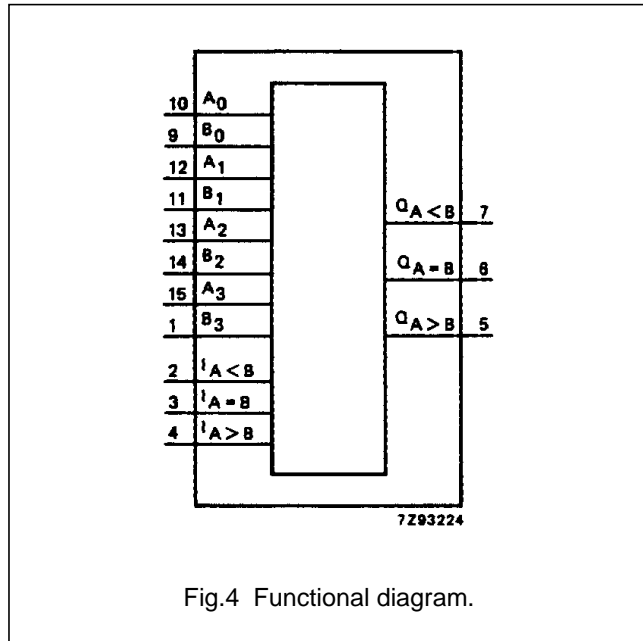 10 A0
9 B0
12 A1
11 B1
13 A2
14 B2
15 A3
1 B3
2 IA < B
3 IA = B
4 IA > B
QA < B 7
QA = B 6
QA > B 5
7Z93224
Fig.4 Functional diagram.